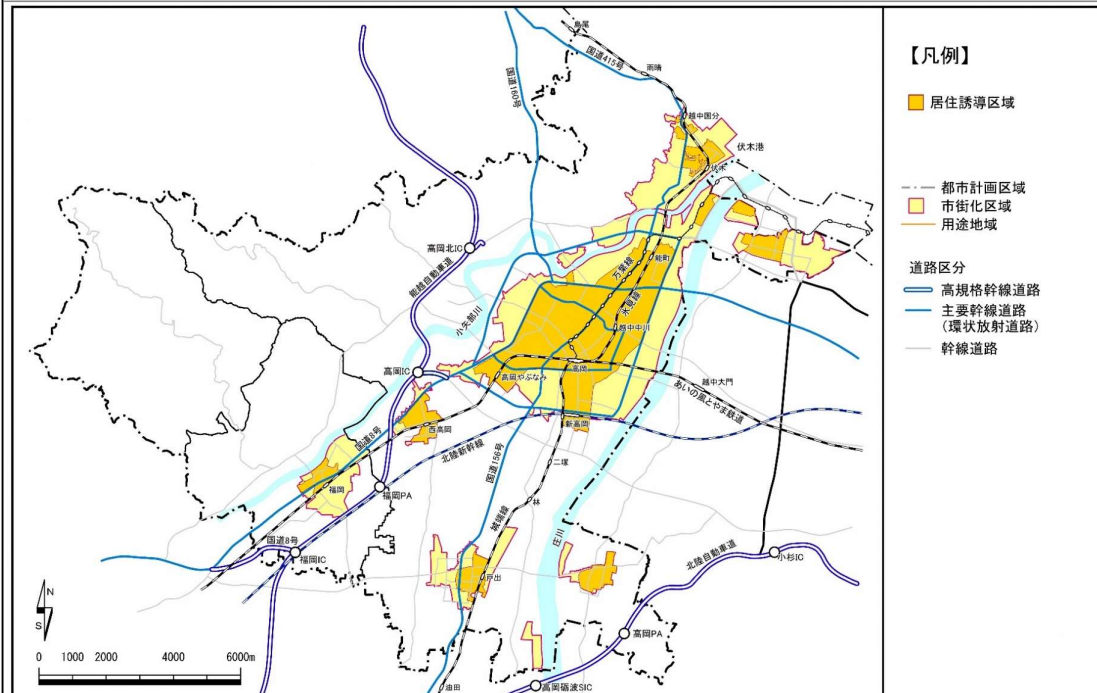 島尾
国道415号
雨晴
国道160号
越中国分
伏木港
伏木
高岡北IC
能越自動車道
小矢部川
万葉線
能町
氷見線
越中中川
高岡IC
高岡やぶなみ
高岡
越中大門
あいの風とやま鉄道
西高岡
新高岡
国道8号
北陸新幹線
国道156号
二塚
福岡
福岡PA
林
城端線
庄川
国道8号
福岡IC
戸出
北陸自動車道
小杉IC
高岡PA
油田
高岡砺波SIC
N
S
0 1000 2000 4000 6000m
【凡例】
居住誘導区域
都市計画区域
市街化区域
用途地域
道路区分
高規格幹線道路
主要幹線道路
(環状放射道路)
幹線道路